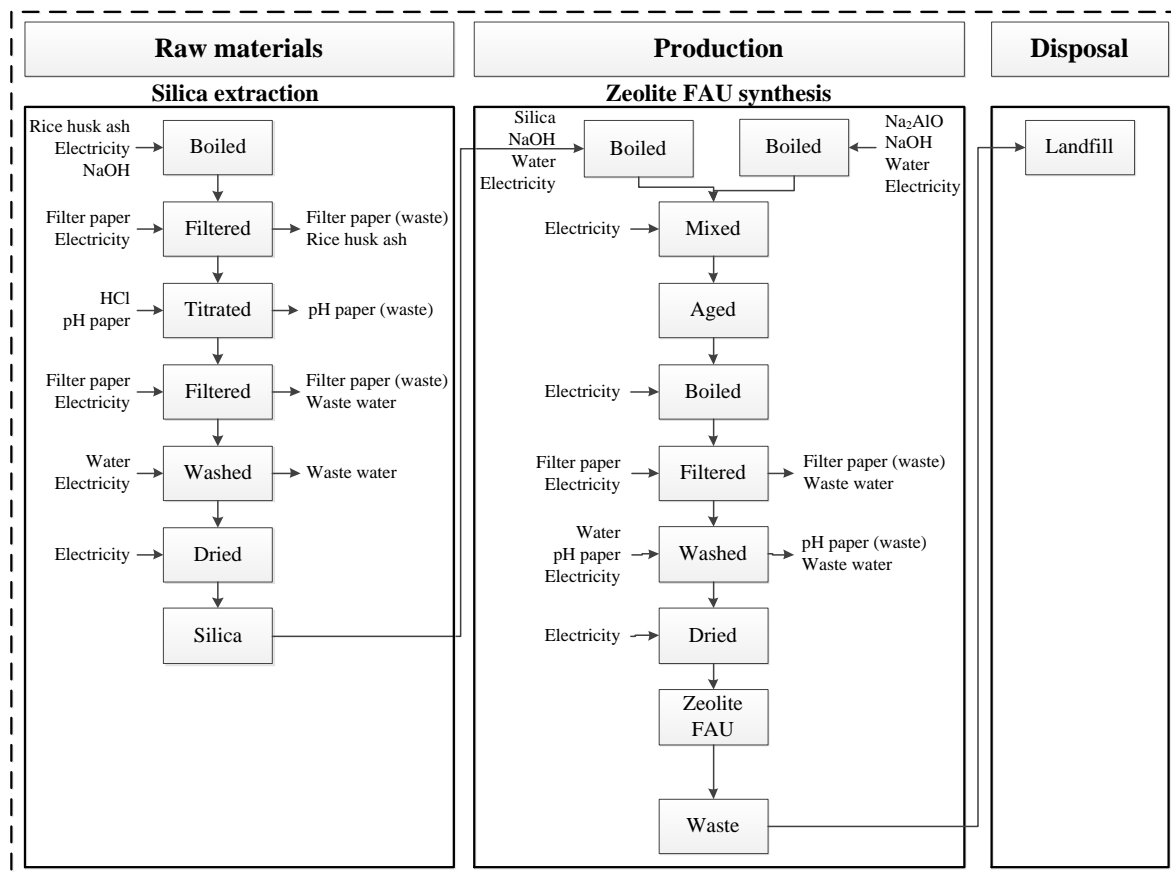 Raw materials
Production
Disposal
Silica extraction
Zeolite FAU synthesis
Rice husk ash
Electricity
NaOH
Boiled
Filter paper
Electricity
Filtered
Filter paper (waste)
Rice husk ash
HCl
pH paper
Titrated
pH paper (waste)
Filter paper
Electricity
Filtered
Filter paper (waste)
Waste water
Water
Electricity
Washed
Waste water
Electricity
Dried
Silica
Silica
NaOH
Water
Electricity
Boiled
Boiled
Na₂AlO
NaOH
Water
Electricity
Electricity
Mixed
Aged
Electricity
Boiled
Filter paper
Electricity
Filtered
Filter paper (waste)
Waste water
Water
pH paper
Electricity
Washed
pH paper (waste)
Waste water
Electricity
Dried
Zeolite
FAU
Waste
Landfill